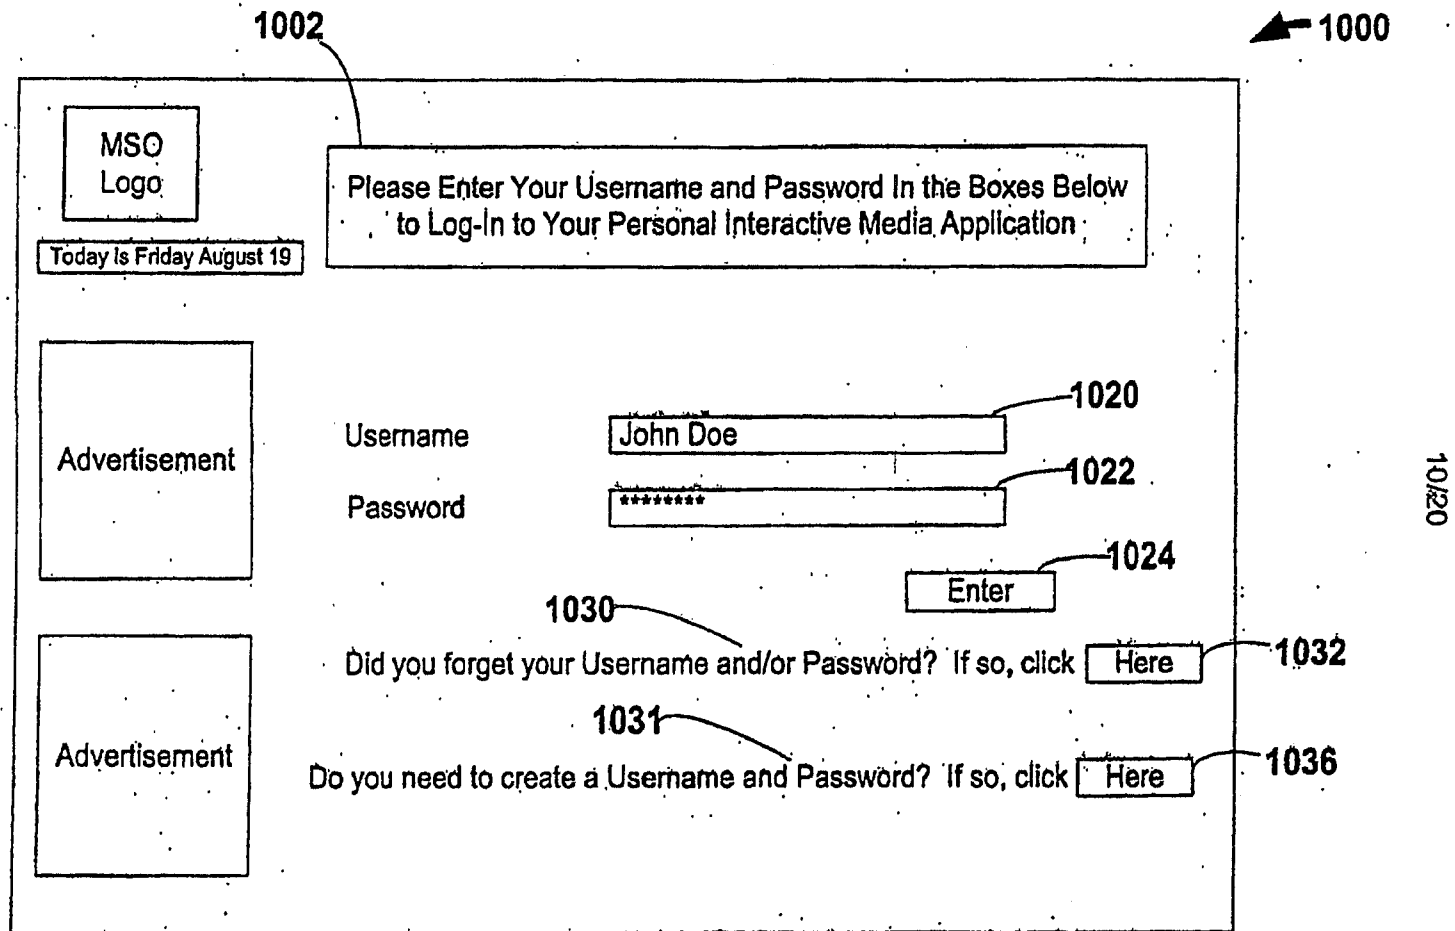 1002
1000
MSO
Logo
Please Enter Your Username and Password In the Boxes Below
to Log-In to Your Personal Interactive Media Application
Today is Friday August 19
1020
Username
John Doe
Advertisement
1022
Password
********
10/20
1024
Enter
1030
Did you forget your Username and/or Password? If so, click
Here
1032
1031
Advertisement
Do you need to create a Username and Password? If so, click
Here
1036